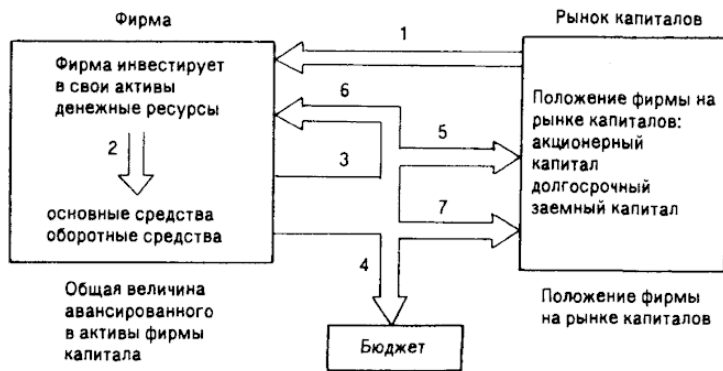 Фирма
Рынок капиталов
1
Фирма инвестирует
в свои активы
денежные ресурсы
2
основные средства
оборотные средства
6
3
5
7
4
Положение фирмы на
рынке капиталов:
акционерный
капитал
долгосрочный
заемный капитал
Общая величина
авансированного
в активы фирмы
капитала
Бюджет
Положение фирмы
на рынке капиталов